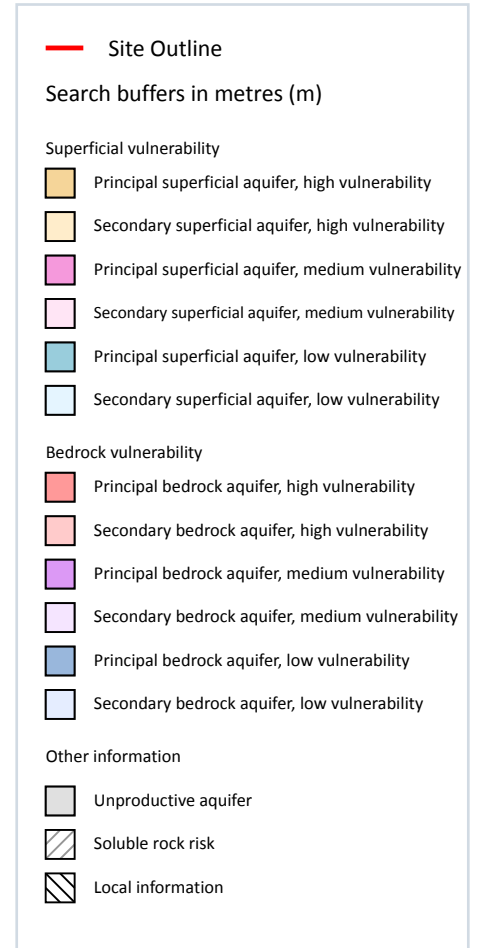 Site Outline
Search buffers in metres (m)
Superficial vulnerability
Principal superficial aquifer, high vulnerability
Secondary superficial aquifer, high vulnerability
Principal superficial aquifer, medium vulnerability
Secondary superficial aquifer, medium vulnerability
Principal superficial aquifer, low vulnerability
Secondary superficial aquifer, low vulnerability
Bedrock vulnerability
Principal bedrock aquifer, high vulnerability
Secondary bedrock aquifer, high vulnerability
Principal bedrock aquifer, medium vulnerability
Secondary bedrock aquifer, medium vulnerability
Principal bedrock aquifer, low vulnerability
Secondary bedrock aquifer, low vulnerability
Other information
Unproductive aquifer
Soluble rock risk
Local information